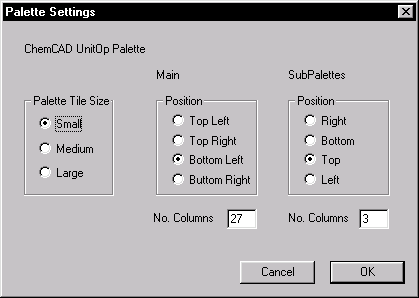 Palette Settings
ChemCAD UnitOp Palette
Main
SubPalettes
Palette Tile Size
Small
Medium
Large
Position
Top Left
Top Right
Bottom Left
Buttom Right
No. Columns 27
Position
Right
Bottom
Top
Left
No. Columns 3
Cancel
OK